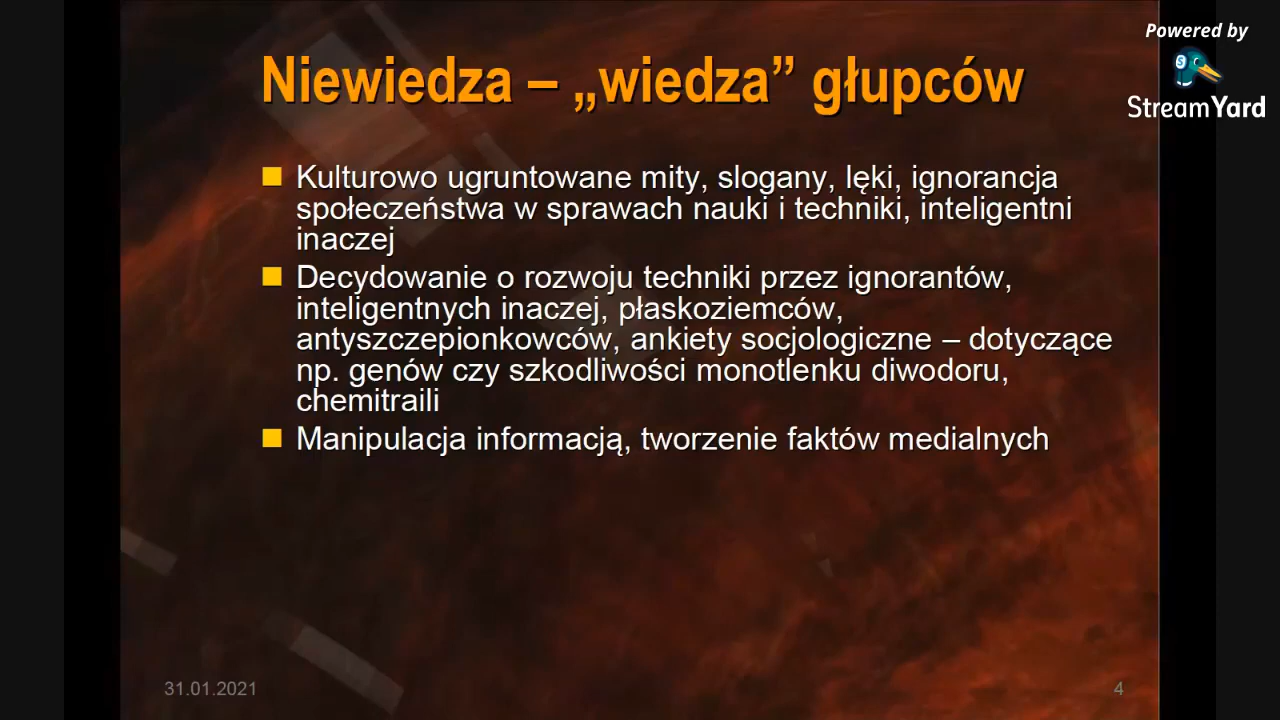 Niewiedza – „wiedza” głupców
Powered by
StreamYard
Kulturowo ugruntowane mity, slogany, lęki, ignorancja
społeczeństwa w sprawach nauki i techniki, inteligentni
inaczej
Decydowanie o rozwoju techniki przez ignorantów,
inteligentnych inaczej, płaskoziemców,
antyszczepionkowców, ankiety socjologiczne – dotyczące
np. genów czy szkodliwości monotlenku diwodoru,
chemitraili
Manipulacja informacją, tworzenie faktów medialnych
31.01.2021
4